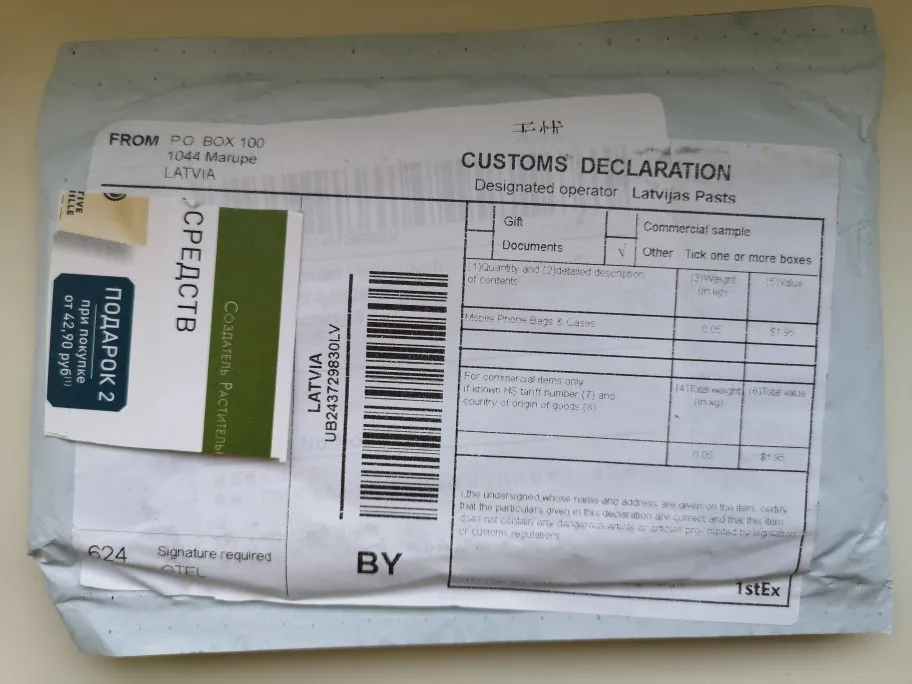 FROM P.O. BOX 100
1044 Marupe
LATVIA
CUSTOMS DECLARATION
Designated operator Latvijas Pasts
Gift
Commercial sample
Documents
√ Other Tick one or more boxes
(1)Quantity and (2)detailed description
of contents
(3)Weight
(in kg)
(5)Value
Mobile Phone Bags & Cases
0.05
$1.95
For commercial items only
If known HS tariff number (7) and
country of origin of goods (8)
(4)Total weight
(in kg)
(6)Total value
0.05
$1.95
I,the undersigned,whose name and address are given on the item, certify
that the particulars given in this declaration are correct and that this item
does not contain any dangerous article or articles by legislation
or customs regulations
1stEx
LATVIA
UB243729830LV
BY
СРЕДСТВ
СОЗДАТЕЛЬ РАСТИТЕЛЬ
ПОДАРОК 2
при покупке
от 42,90 руб⁽¹⁾
624
Signature required